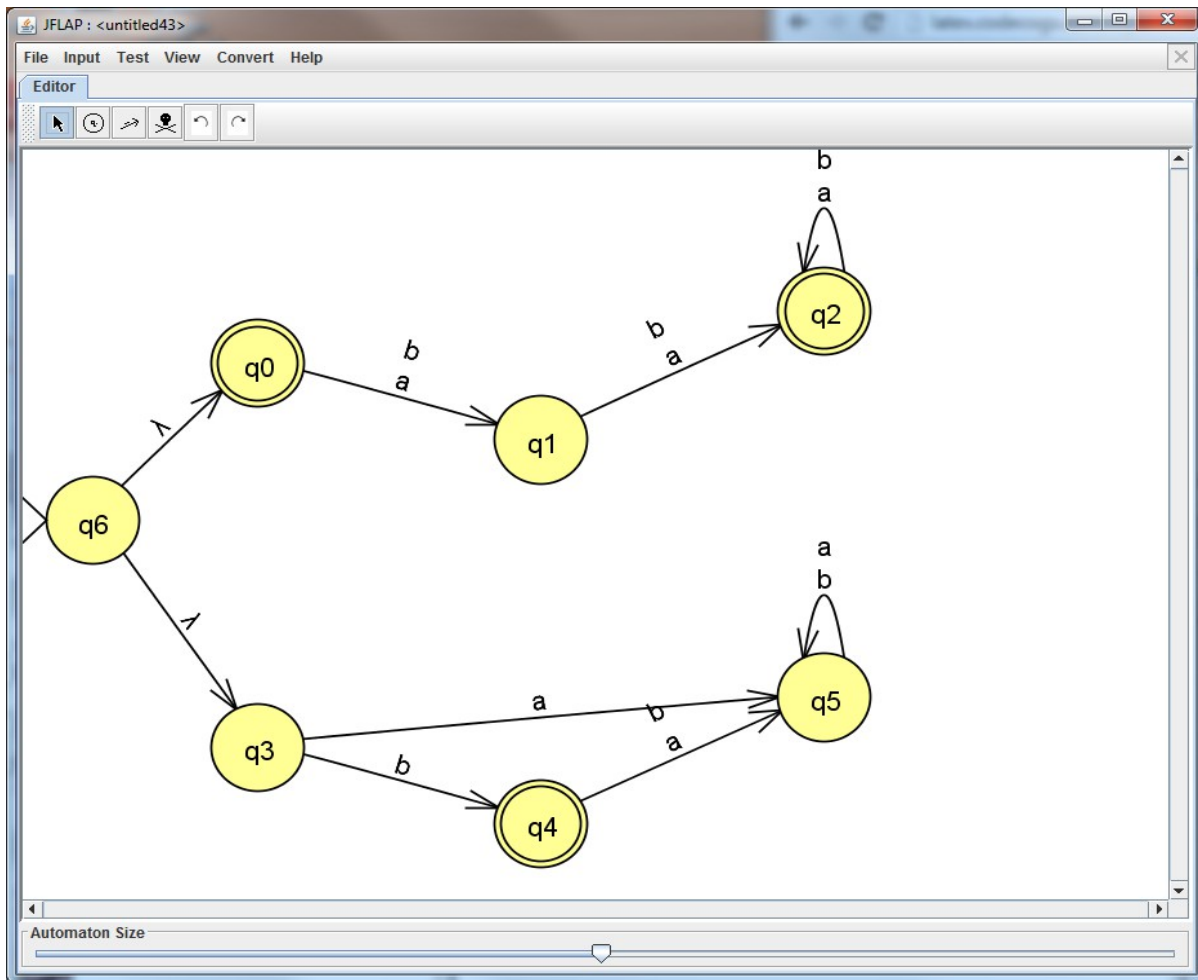 JFLAP : <untitled43>
File Input Test View Convert Help
Editor
b
a
q2
b
a
q0
b
a
q1
λ
q6
λ
a
b
q5
a
b
a
q3
b
q4
Automaton Size